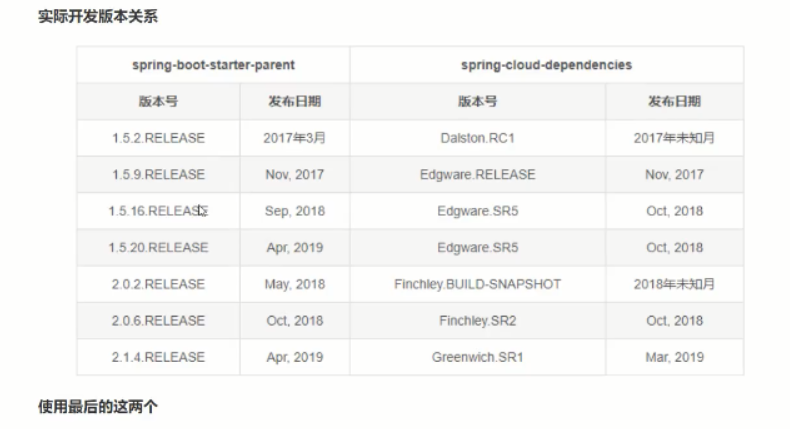 实际开发版本关系
spring-boot-starter-parent spring-cloud-dependencies
版本号 发布日期 版本号 发布日期
1.5.2.RELEASE 2017年3月 Dalston.RC1 2017年未知月
1.5.9.RELEASE Nov, 2017 Edgware.RELEASE Nov, 2017
1.5.16.RELEASE Sep, 2018 Edgware.SR5 Oct, 2018
1.5.20.RELEASE Apr, 2019 Edgware.SR5 Oct, 2018
2.0.2.RELEASE May, 2018 Finchley.BUILD-SNAPSHOT 2018年未知月
2.0.6.RELEASE Oct, 2018 Finchley.SR2 Oct, 2018
2.1.4.RELEASE Apr, 2019 Greenwich.SR1 Mar, 2019
使用最后的这两个